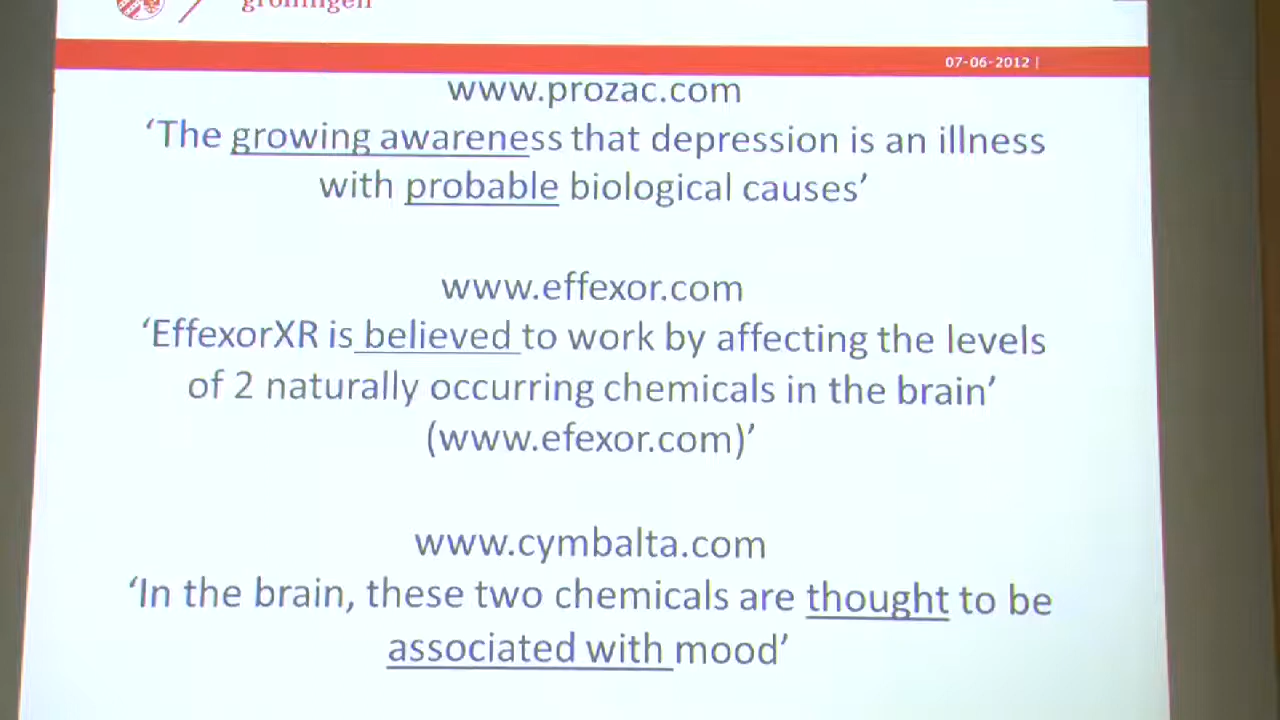 groningen
07-06-2012 |
www.prozac.com
‘The growing awareness that depression is an illness
with probable biological causes’
www.effexor.com
‘EffexorXR is believed to work by affecting the levels
of 2 naturally occurring chemicals in the brain’
(www.efexor.com)’
www.cymbalta.com
‘In the brain, these two chemicals are thought to be
associated with mood’